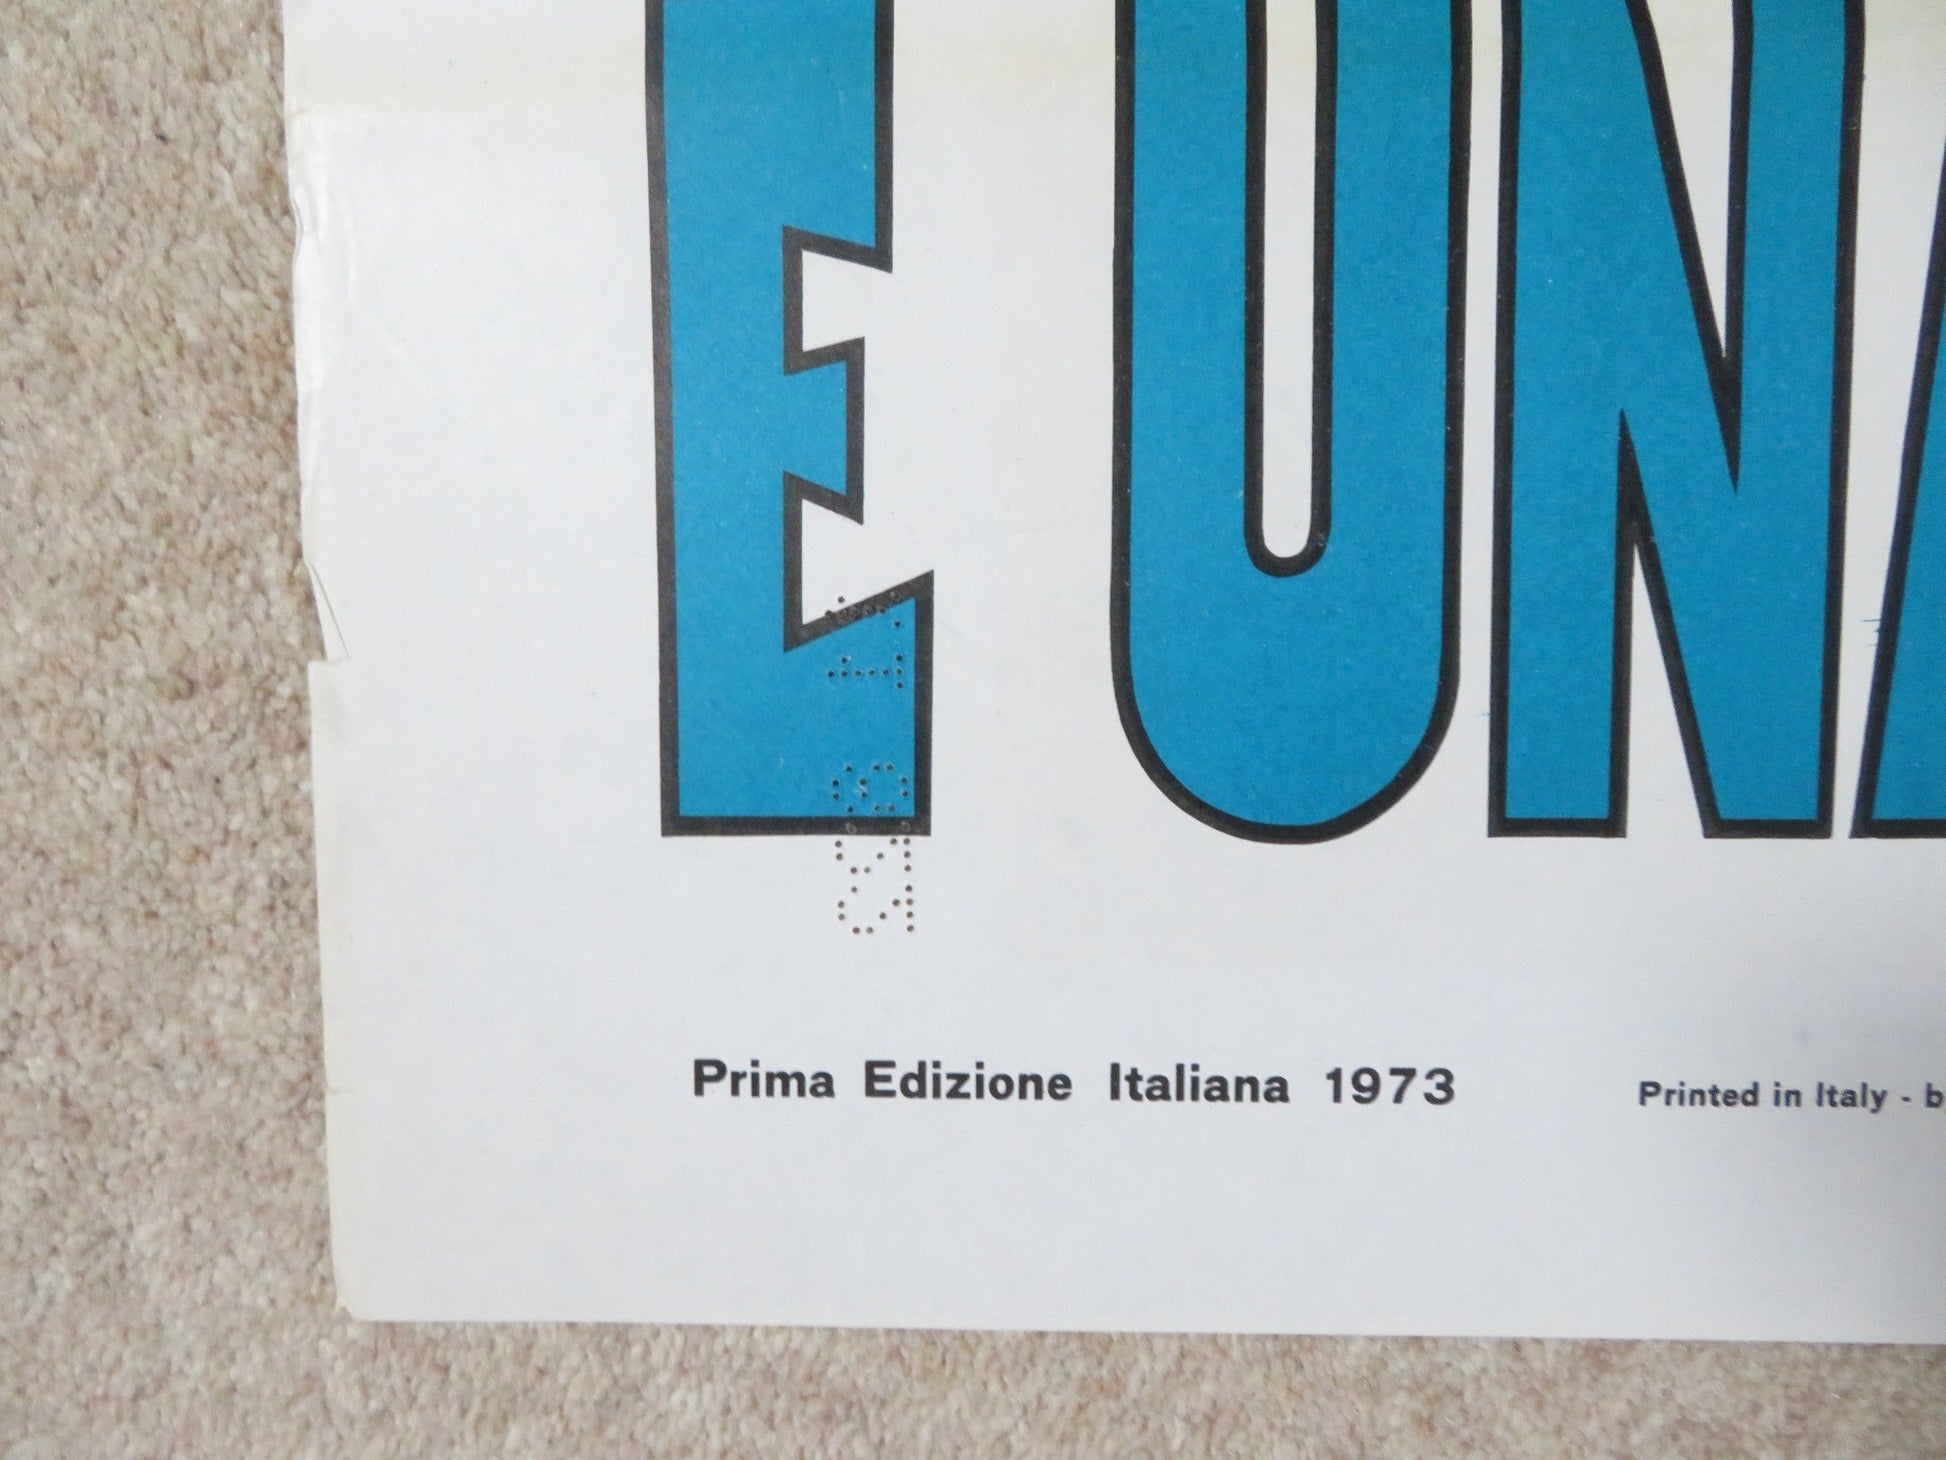 E UN
Prima Edizione Italiana 1973
Printed in Italy - b